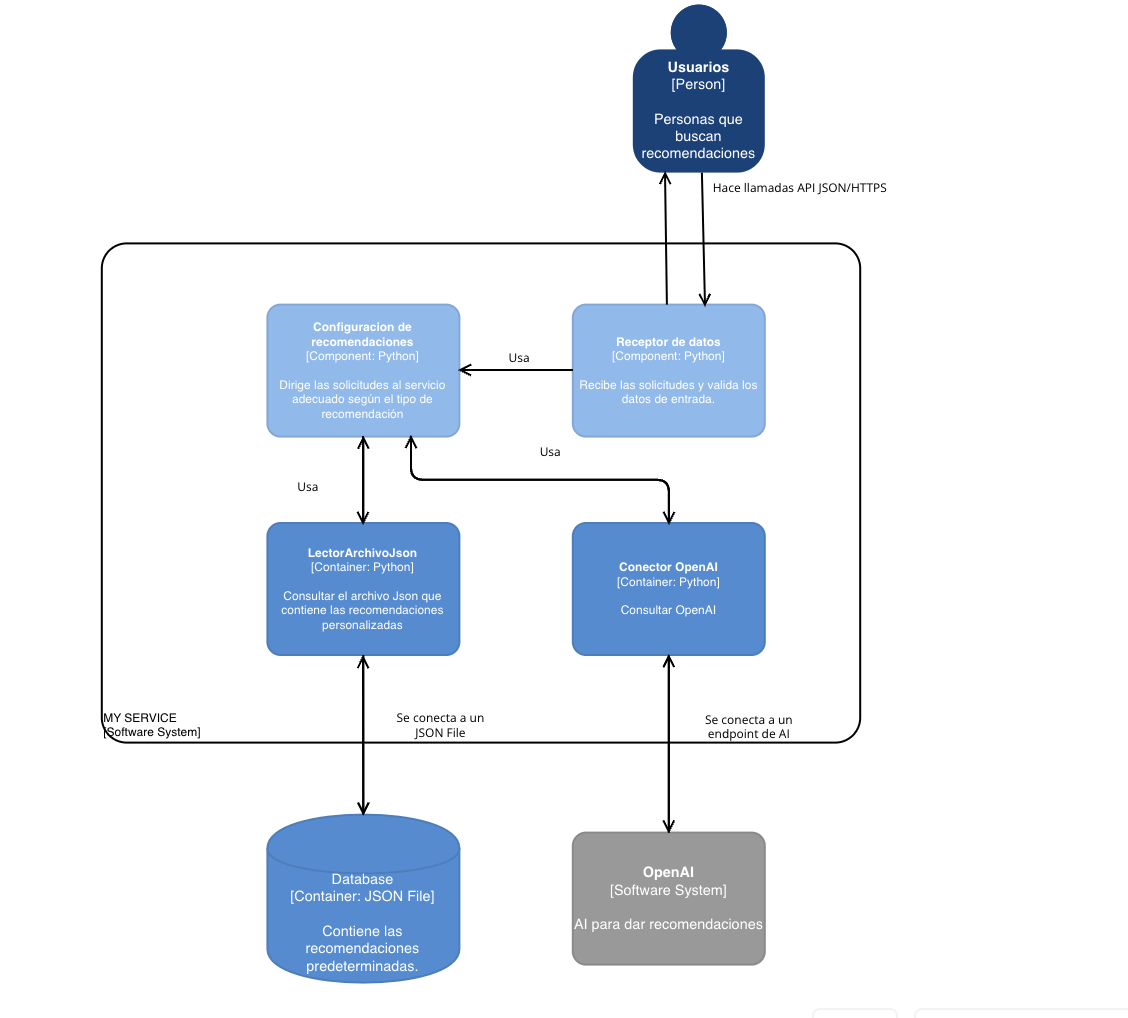 Usuarios
[Person]
Personas que
buscan
recomendaciones
Hace llamadas API JSON/HTTPS
Configuracion de
recomendaciones
[Component: Python]
Dirige las solicitudes al servicio
adecuado según el tipo de
recomendación
Usa
Receptor de datos
[Component: Python]
Recibe las solicitudes y valida los
datos de entrada.
Usa
Usa
LectorArchivoJson
[Container: Python]
Consultar el archivo Json que
contiene las recomendaciones
personalizadas
Conector OpenAI
[Container: Python]
Consultar OpenAI
MY SERVICE
[Software System]
Se conecta a un
JSON File
Se conecta a un
endpoint de AI
Database
[Container: JSON File]
Contiene las
recomendaciones
predeterminadas.
OpenAI
[Software System]
AI para dar recomendaciones